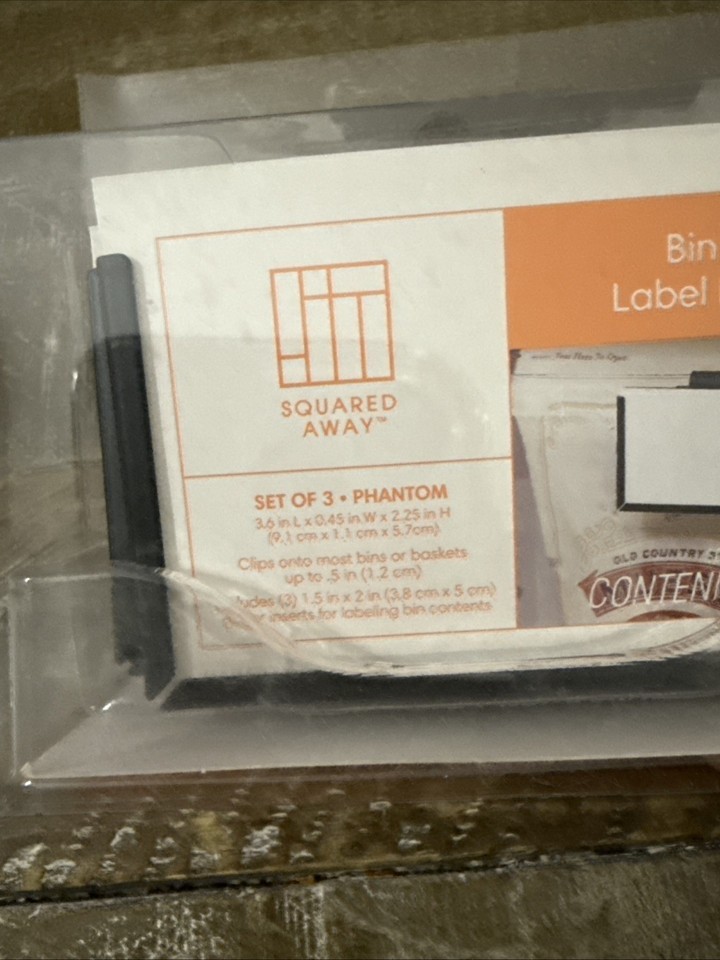 Bin
Label
SQUARED
AWAY™
SET OF 3 • PHANTOM
3.6 in L x 0.45 in W x 2.25 in H
(9.1 cm x 1.1 cm x 5.7cm)
Clips onto most bins or baskets
up to .5 in (1.2 cm)
udes (3) 1.5 in x 2 in (3.8 cm x 5 cm)
inserts for labeling bin contents
To Open
OLD COUNTRY
CONTEN